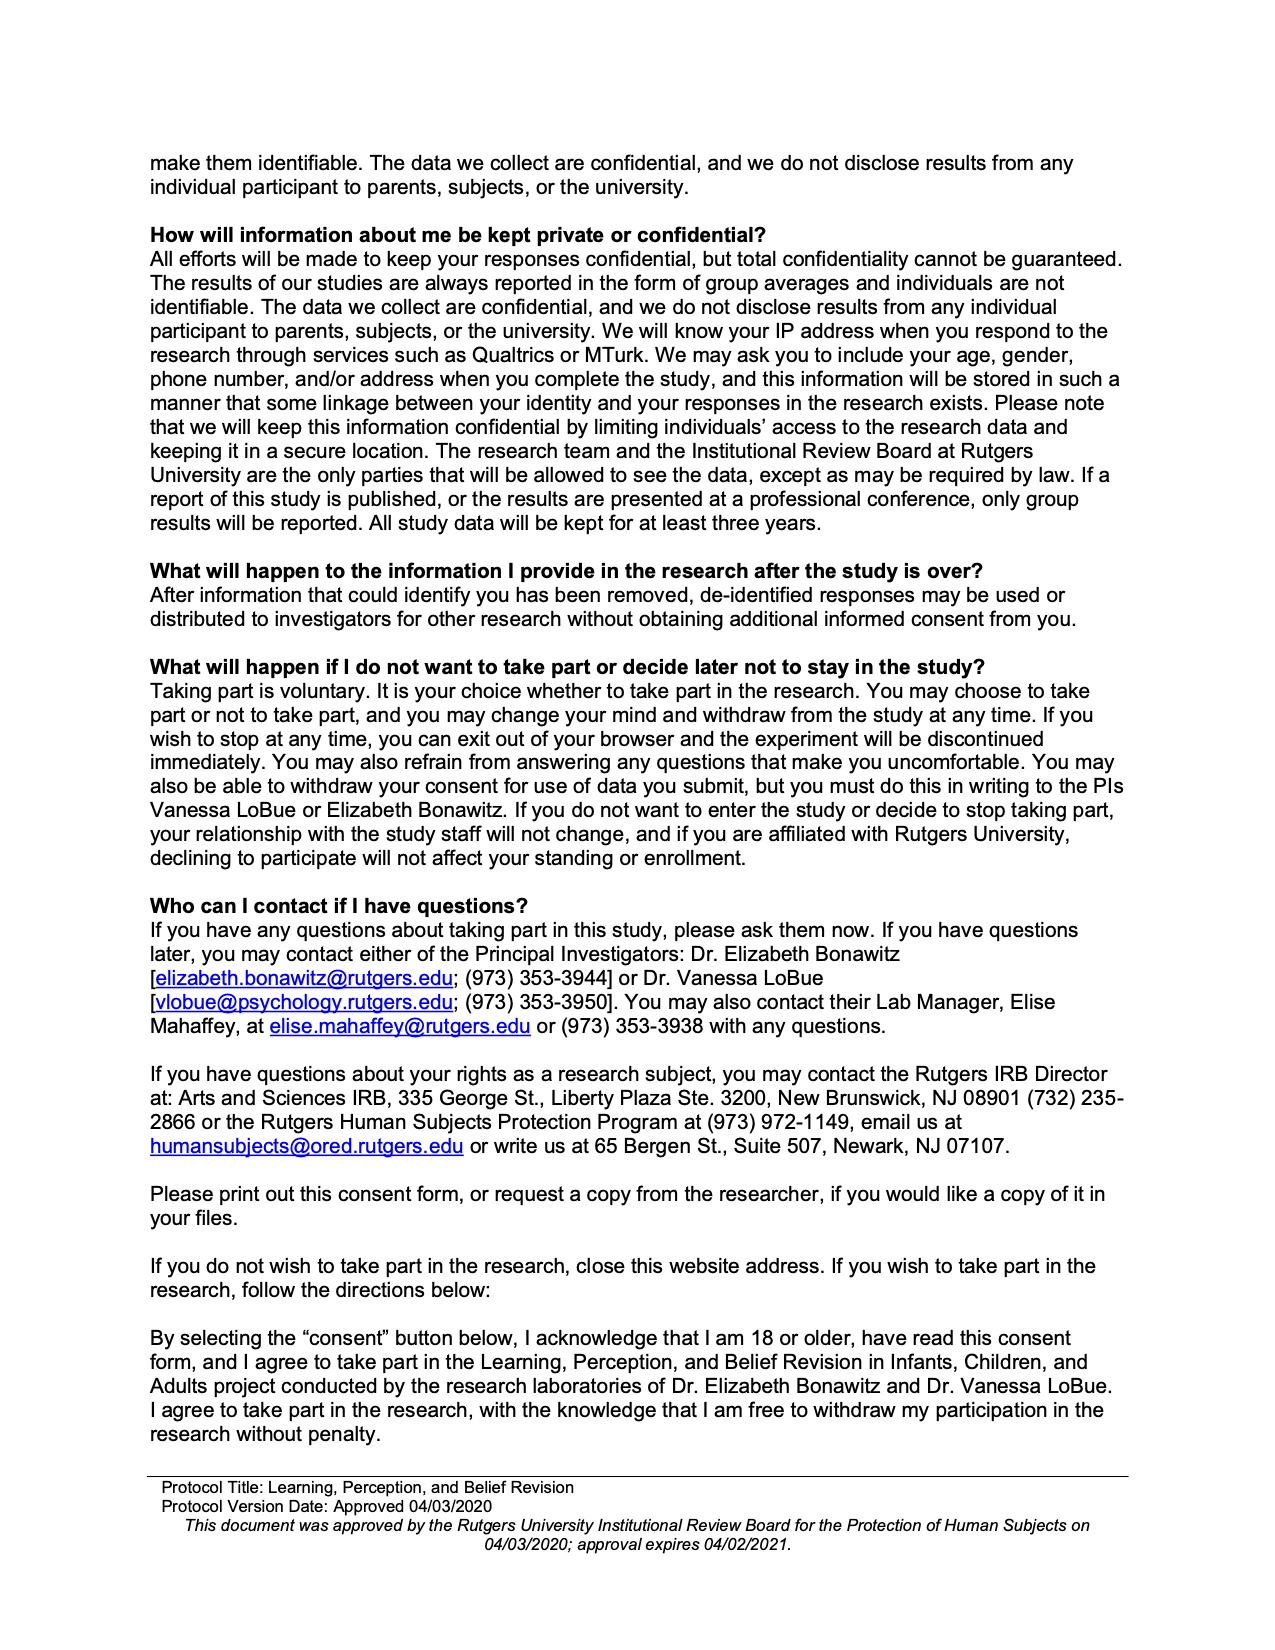 make them identifiable. The data we collect are confidential, and we do not disclose results from any
individual participant to parents, subjects, or the university.
How will information about me be kept private or confidential?
All efforts will be made to keep your responses confidential, but total confidentiality cannot be guaranteed.
The results of our studies are always reported in the form of group averages and individuals are not
identifiable. The data we collect are confidential, and we do not disclose results from any individual
participant to parents, subjects, or the university. We will know your IP address when you respond to the
research through services such as Qualtrics or MTurk. We may ask you to include your age, gender,
phone number, and/or address when you complete the study, and this information will be stored in such a
manner that some linkage between your identity and your responses in the research exists. Please note
that we will keep this information confidential by limiting individuals’ access to the research data and
keeping it in a secure location. The research team and the Institutional Review Board at Rutgers
University are the only parties that will be allowed to see the data, except as may be required by law. If a
report of this study is published, or the results are presented at a professional conference, only group
results will be reported. All study data will be kept for at least three years.
What will happen to the information I provide in the research after the study is over?
After information that could identify you has been removed, de-identified responses may be used or
distributed to investigators for other research without obtaining additional informed consent from you.
What will happen if I do not want to take part or decide later not to stay in the study?
Taking part is voluntary. It is your choice whether to take part in the research. You may choose to take
part or not to take part, and you may change your mind and withdraw from the study at any time. If you
wish to stop at any time, you can exit out of your browser and the experiment will be discontinued
immediately. You may also refrain from answering any questions that make you uncomfortable. You may
also be able to withdraw your consent for use of data you submit, but you must do this in writing to the PIs
Vanessa LoBue or Elizabeth Bonawitz. If you do not want to enter the study or decide to stop taking part,
your relationship with the study staff will not change, and if you are affiliated with Rutgers University,
declining to participate will not affect your standing or enrollment.
Who can I contact if I have questions?
If you have any questions about taking part in this study, please ask them now. If you have questions
later, you may contact either of the Principal Investigators: Dr. Elizabeth Bonawitz
[elizabeth.bonawitz@rutgers.edu; (973) 353-3944] or Dr. Vanessa LoBue
[vlobue@psychology.rutgers.edu; (973) 353-3950]. You may also contact their Lab Manager, Elise
Mahaffey, at elise.mahaffey@rutgers.edu or (973) 353-3938 with any questions.
If you have questions about your rights as a research subject, you may contact the Rutgers IRB Director
at: Arts and Sciences IRB, 335 George St., Liberty Plaza Ste. 3200, New Brunswick, NJ 08901 (732) 235-
2866 or the Rutgers Human Subjects Protection Program at (973) 972-1149, email us at
humansubjects@ored.rutgers.edu or write us at 65 Bergen St., Suite 507, Newark, NJ 07107.
Please print out this consent form, or request a copy from the researcher, if you would like a copy of it in
your files.
If you do not wish to take part in the research, close this website address. If you wish to take part in the
research, follow the directions below:
By selecting the “consent” button below, I acknowledge that I am 18 or older, have read this consent
form, and I agree to take part in the Learning, Perception, and Belief Revision in Infants, Children, and
Adults project conducted by the research laboratories of Dr. Elizabeth Bonawitz and Dr. Vanessa LoBue.
I agree to take part in the research, with the knowledge that I am free to withdraw my participation in the
research without penalty.
Protocol Title: Learning, Perception, and Belief Revision
Protocol Version Date: Approved 04/03/2020
This document was approved by the Rutgers University Institutional Review Board for the Protection of Human Subjects on
04/03/2020; approval expires 04/02/2021.